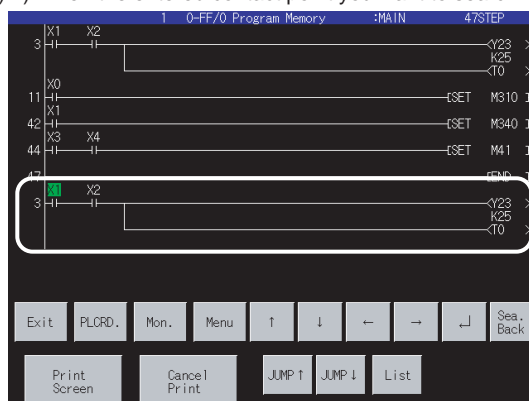 1 0-FF/0 Program Memory :MAIN 47STEP
X1 X2
3 Y23
K25
T0
X0
11 [SET M310 ]
X1
42 [SET M340 ]
X3 X4
44 [SET M41 ]
47 [END ]
X1 X2
3 Y23
K25
T0
Exit PLCRD. Mon. Menu ↑ ↓ ← → ↵ Sea. Back
Print Screen Cancel Print JUMP↑ JUMP↓ List